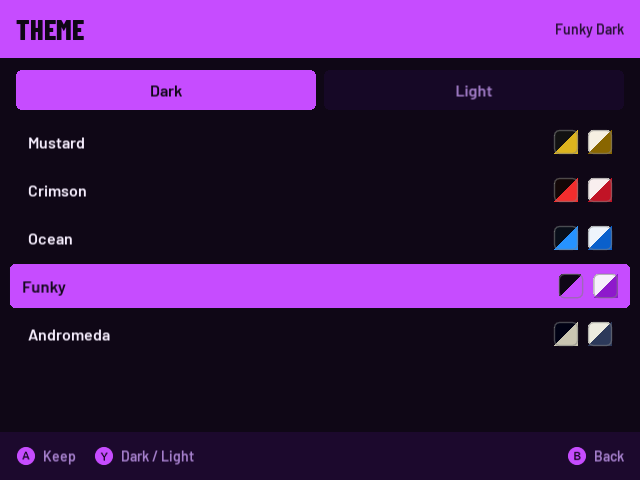 THEME
Funky Dark
Dark
Light
Mustard
Crimson
Ocean
Funky
Andromeda
A Keep Y Dark / Light B Back